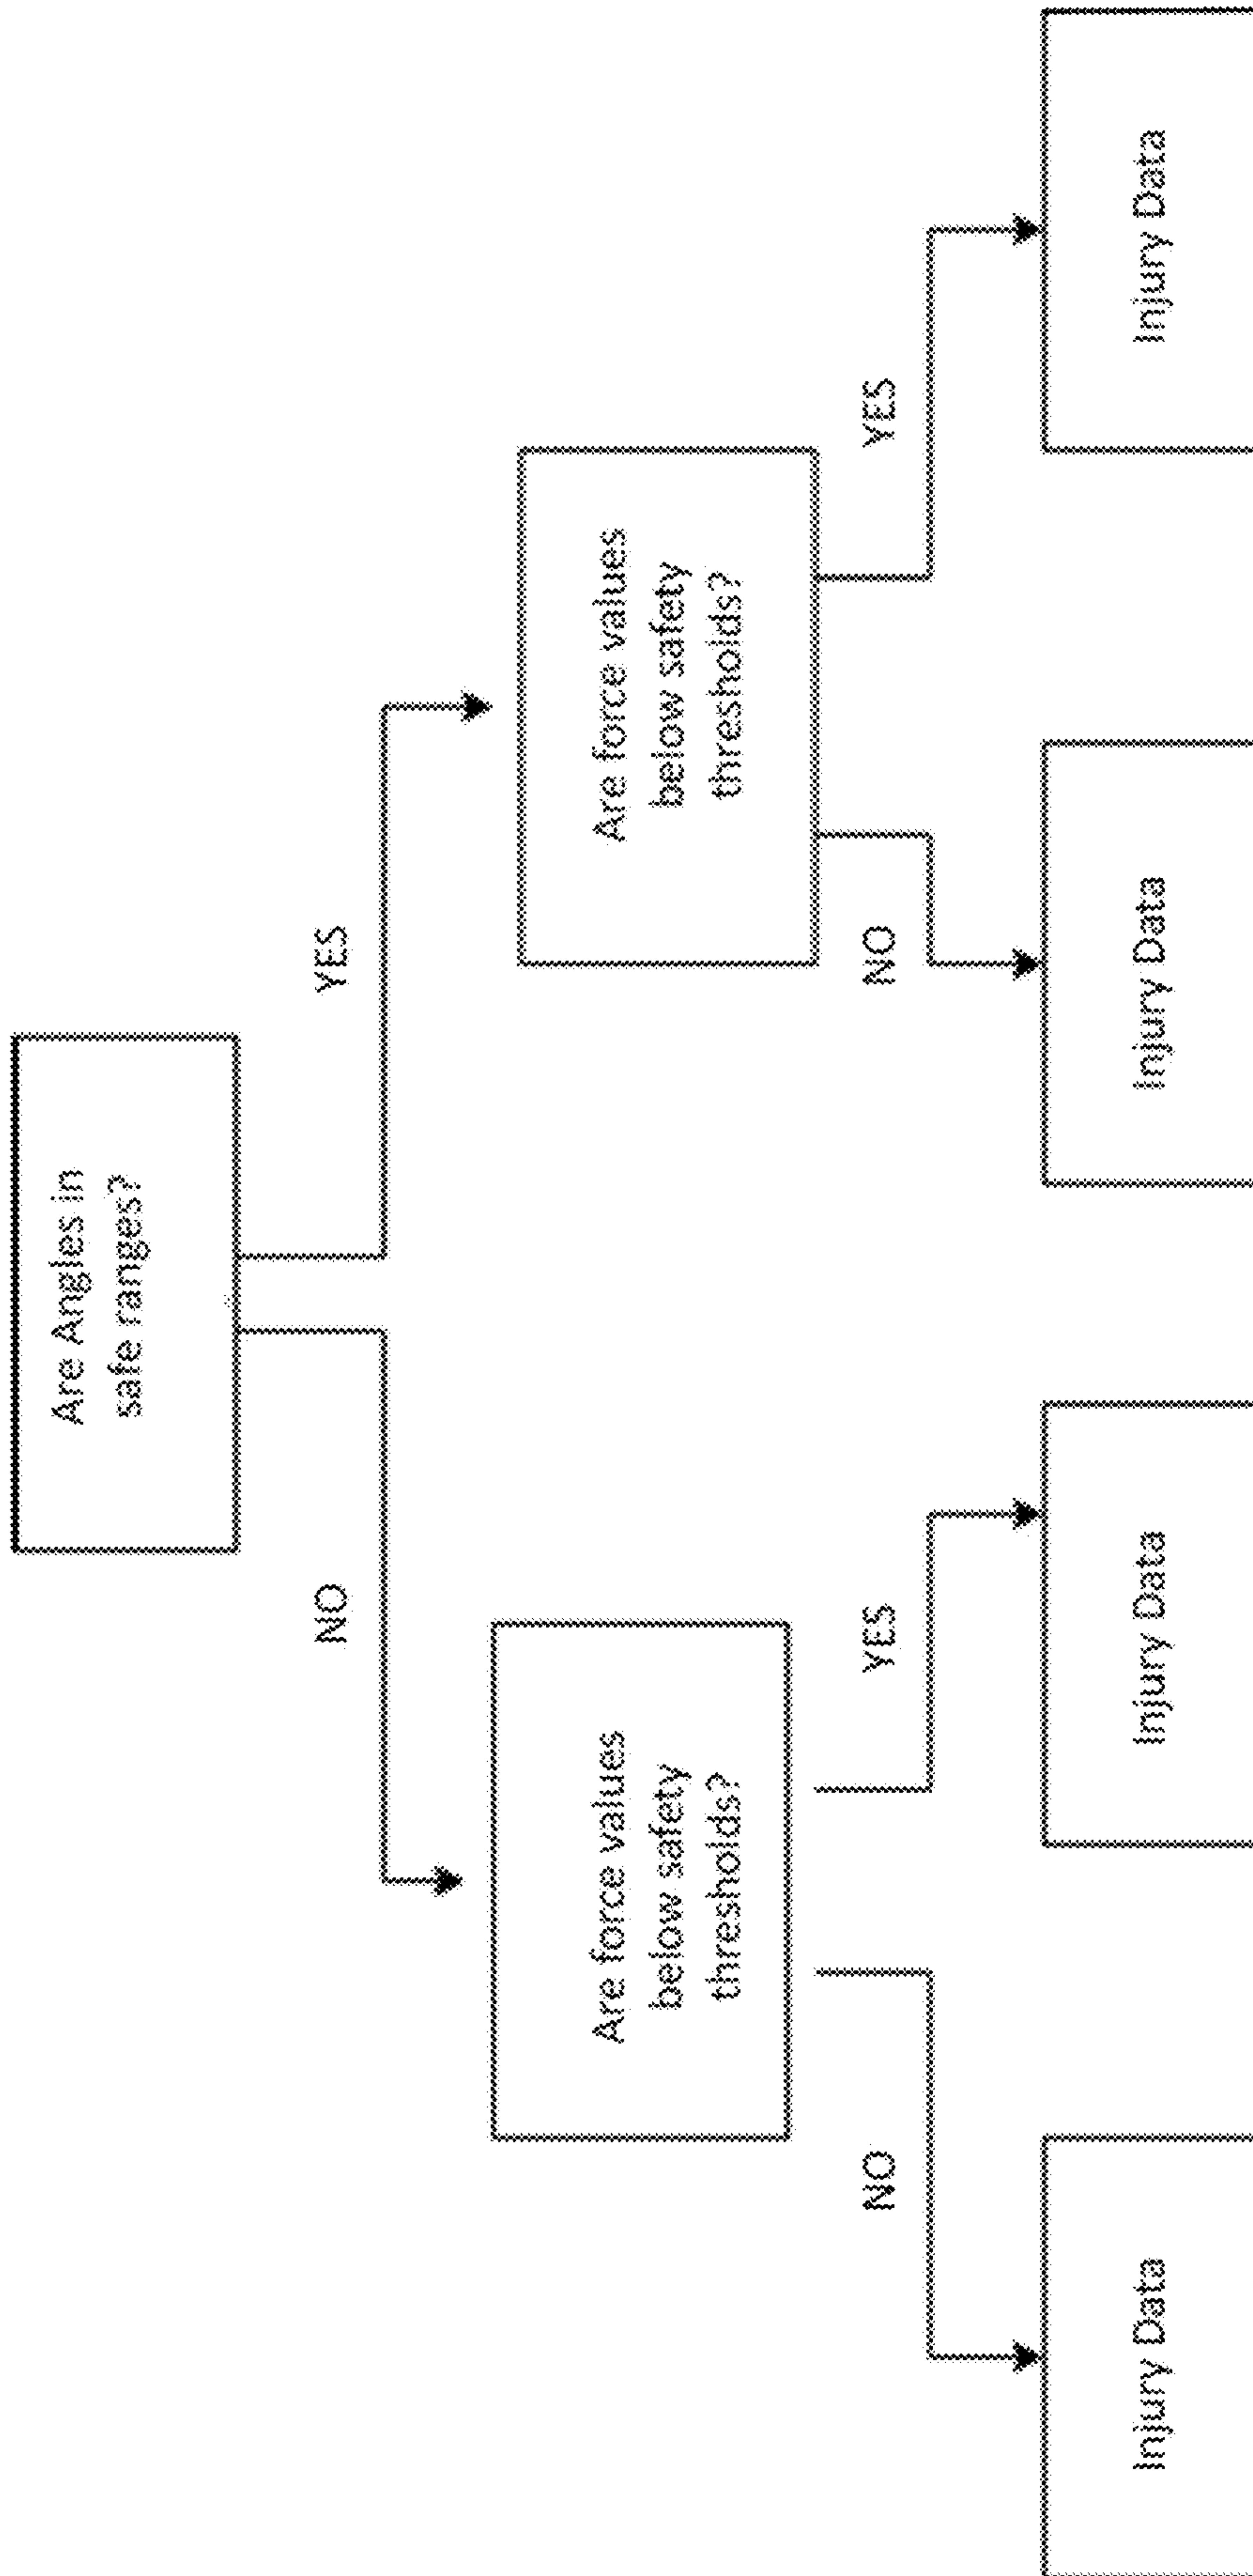 Are Angles in
safe ranges?
NO
YES
Are force values
below safety
thresholds?
Are force values
below safety
thresholds?
NO
YES
NO
YES
Injury Data
Injury Data
Injury Data
Injury Data